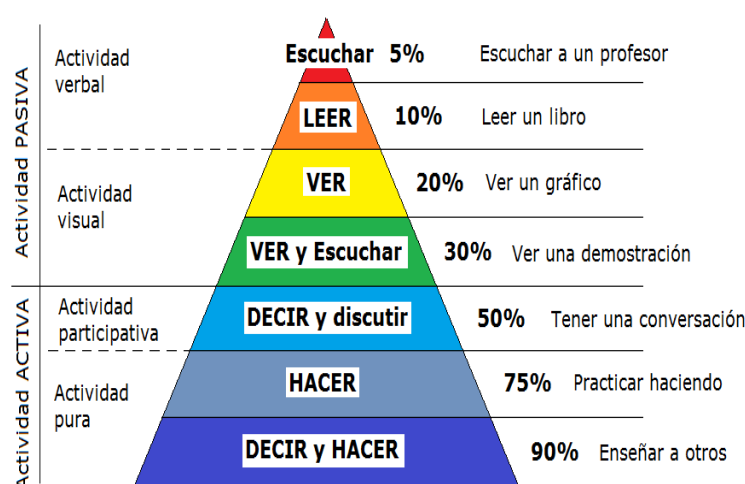 Actividad PASIVA
Actividad
verbal
Escuchar 5% Escuchar a un profesor
LEER 10% Leer un libro
Actividad
visual
VER 20% Ver un gráfico
VER y Escuchar 30% Ver una demostración
Actividad ACTIVA
Actividad
participativa
DECIR y discutir 50% Tener una conversación
Actividad
pura
HACER 75% Practicar haciendo
DECIR y HACER 90% Enseñar a otros